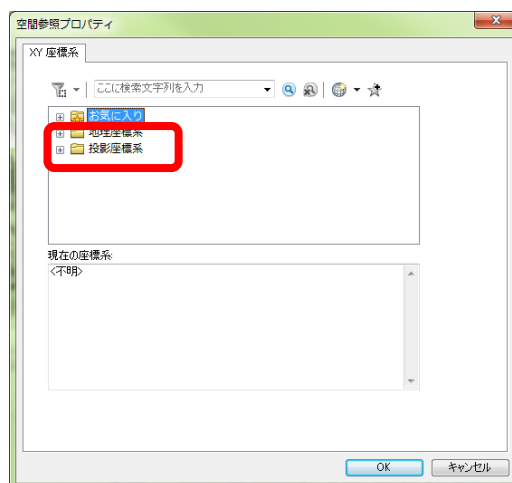 空間参照プロパティ
XY 座標系
ここに検索文字列を入力
お気に入り
地理座標系
投影座標系
現在の座標系:
<不明>
OK
キャンセル